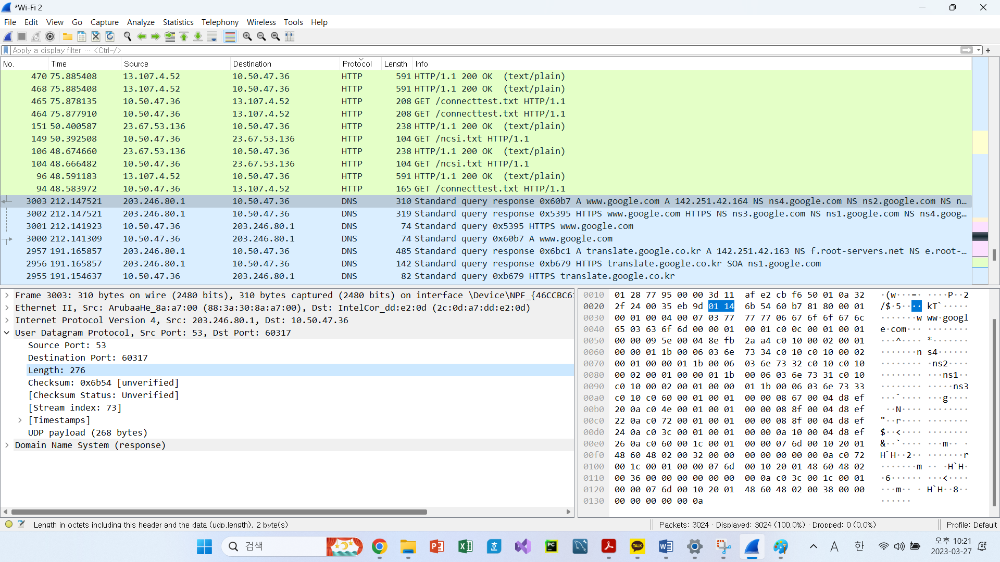 *Wi-Fi 2
File Edit View Go Capture Analyze Statistics Telephony Wireless Tools Help
Apply a display filter ··· <Ctrl-/>
No. Time Source Destination Protocol Length Info
470 75.885408 13.107.4.52 10.50.47.36 HTTP 591 HTTP/1.1 200 OK (text/plain)
468 75.885408 13.107.4.52 10.50.47.36 HTTP 591 HTTP/1.1 200 OK (text/plain)
465 75.878135 10.50.47.36 13.107.4.52 HTTP 208 GET /connecttest.txt HTTP/1.1
464 75.877910 10.50.47.36 13.107.4.52 HTTP 208 GET /connecttest.txt HTTP/1.1
151 50.400587 23.67.53.136 10.50.47.36 HTTP 238 HTTP/1.1 200 OK (text/plain)
149 50.392508 10.50.47.36 23.67.53.136 HTTP 104 GET /ncsi.txt HTTP/1.1
106 48.674660 23.67.53.136 10.50.47.36 HTTP 238 HTTP/1.1 200 OK (text/plain)
104 48.666482 10.50.47.36 23.67.53.136 HTTP 104 GET /ncsi.txt HTTP/1.1
96 48.591183 13.107.4.52 10.50.47.36 HTTP 591 HTTP/1.1 200 OK (text/plain)
94 48.583972 10.50.47.36 13.107.4.52 HTTP 165 GET /connecttest.txt HTTP/1.1
3003 212.147521 203.246.80.1 10.50.47.36 DNS 310 Standard query response 0x60b7 A www.google.com A 142.251.42.164 NS ns4.google.com NS ns2.google.com NS n…
3002 212.147521 203.246.80.1 10.50.47.36 DNS 319 Standard query response 0x5395 HTTPS www.google.com HTTPS NS ns3.google.com NS ns1.google.com NS ns4.goog…
3001 212.141923 10.50.47.36 203.246.80.1 DNS 74 Standard query 0x5395 HTTPS www.google.com
3000 212.141309 10.50.47.36 203.246.80.1 DNS 74 Standard query 0x60b7 A www.google.com
2957 191.165857 203.246.80.1 10.50.47.36 DNS 485 Standard query response 0x6bc1 A translate.google.co.kr A 142.251.42.163 NS f.root-servers.net NS e.root-…
2956 191.165857 203.246.80.1 10.50.47.36 DNS 142 Standard query response 0xb679 HTTPS translate.google.co.kr SOA ns1.google.com
2955 191.154637 10.50.47.36 203.246.80.1 DNS 82 Standard query 0xb679 HTTPS translate.google.co.kr
Frame 3003: 310 bytes on wire (2480 bits), 310 bytes captured (2480 bits) on interface \Device\NPF_{46CCBC61
Ethernet II, Src: ArubaaHe_8a:a7:00 (88:3a:30:8a:a7:00), Dst: IntelCor_dd:e2:0d (2c:0d:a7:dd:e2:0d)
Internet Protocol Version 4, Src: 203.246.80.1, Dst: 10.50.47.36
User Datagram Protocol, Src Port: 53, Dst Port: 60317
Source Port: 53
Destination Port: 60317
Length: 276
Checksum: 0x6b54 [unverified]
[Checksum Status: Unverified]
[Stream index: 73]
[Timestamps]
UDP payload (268 bytes)
Domain Name System (response)
0010 01 28 77 95 00 00 3d 11 af e2 cb f6 50 01 0a 32 ·(w···=· ····P··2
0020 2f 24 00 35 eb 9d 01 14 6b 54 60 b7 81 80 00 01 /$·5···· kT`·····
0030 00 01 00 04 00 07 03 77 77 77 06 67 6f 6f 67 6c ·······w ww·googl
0040 65 03 63 6f 6d 00 00 01 00 01 c0 0c 00 01 00 01 e·com··· ········
0050 00 00 09 5e 00 04 8e fb 2a a4 c0 10 00 02 00 01 ···^···· *·······
0060 00 00 01 1b 00 06 03 6e 73 34 c0 10 c0 10 00 02 ·······n s4······
0070 00 01 00 00 01 1b 00 06 03 6e 73 32 c0 10 c0 10 ········ ·ns2····
0080 00 02 00 01 00 00 01 1b 00 06 03 6e 73 31 c0 10 ········ ···ns1··
0090 c0 10 00 02 00 01 00 00 01 1b 00 06 03 6e 73 33 ········ ·····ns3
00a0 c0 10 c0 60 00 01 00 01 00 00 08 67 00 04 d8 ef ···`···· ···g····
00b0 20 0a c0 4e 00 01 00 01 00 00 08 8f 00 04 d8 ef ··N···· ········
00c0 22 0a c0 72 00 01 00 01 00 00 08 8f 00 04 d8 ef "··r···· ········
00d0 24 0a c0 3c 00 01 00 01 00 00 0a 10 00 04 d8 ef $··<···· ········
00e0 26 0a c0 60 00 1c 00 01 00 00 07 6d 00 10 20 01 &··`···· ···m·· ·
00f0 48 60 48 02 00 32 00 00 00 00 00 00 00 0a c0 72 H`H··2·· ·······r
0100 00 1c 00 01 00 00 07 6d 00 10 20 01 48 60 48 02 ·······m ·· ·H`H·
0110 00 36 00 00 00 00 00 00 00 0a c0 3c 00 1c 00 01 ·6······ ···<····
0120 00 00 07 6d 00 10 20 01 48 60 48 02 00 38 00 00 ···m·· · H`H··8··
0130 00 00 00 00 00 0a ······
Length in octets including this header and the data (udp.length), 2 byte(s)
Packets: 3024 · Displayed: 3024 (100.0%) · Dropped: 0 (0.0%)
Profile: Default
검색
TALK
A 한
오후 10:21
2023-03-27